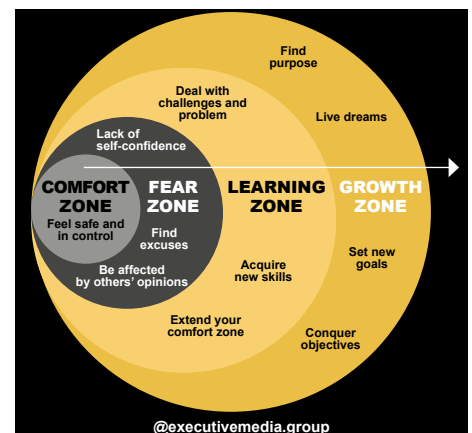 Find
purpose
Deal with
challenges and
problem
Live dreams
Lack of
self-confidence
COMFORT
ZONE
Feel safe and
in control
FEAR
ZONE
LEARNING
ZONE
GROWTH
ZONE
Find
excuses
Be affected
by others' opinions
Acquire
new skills
Set new
goals
Extend your
comfort zone
Conquer
objectives
@executivemedia.group